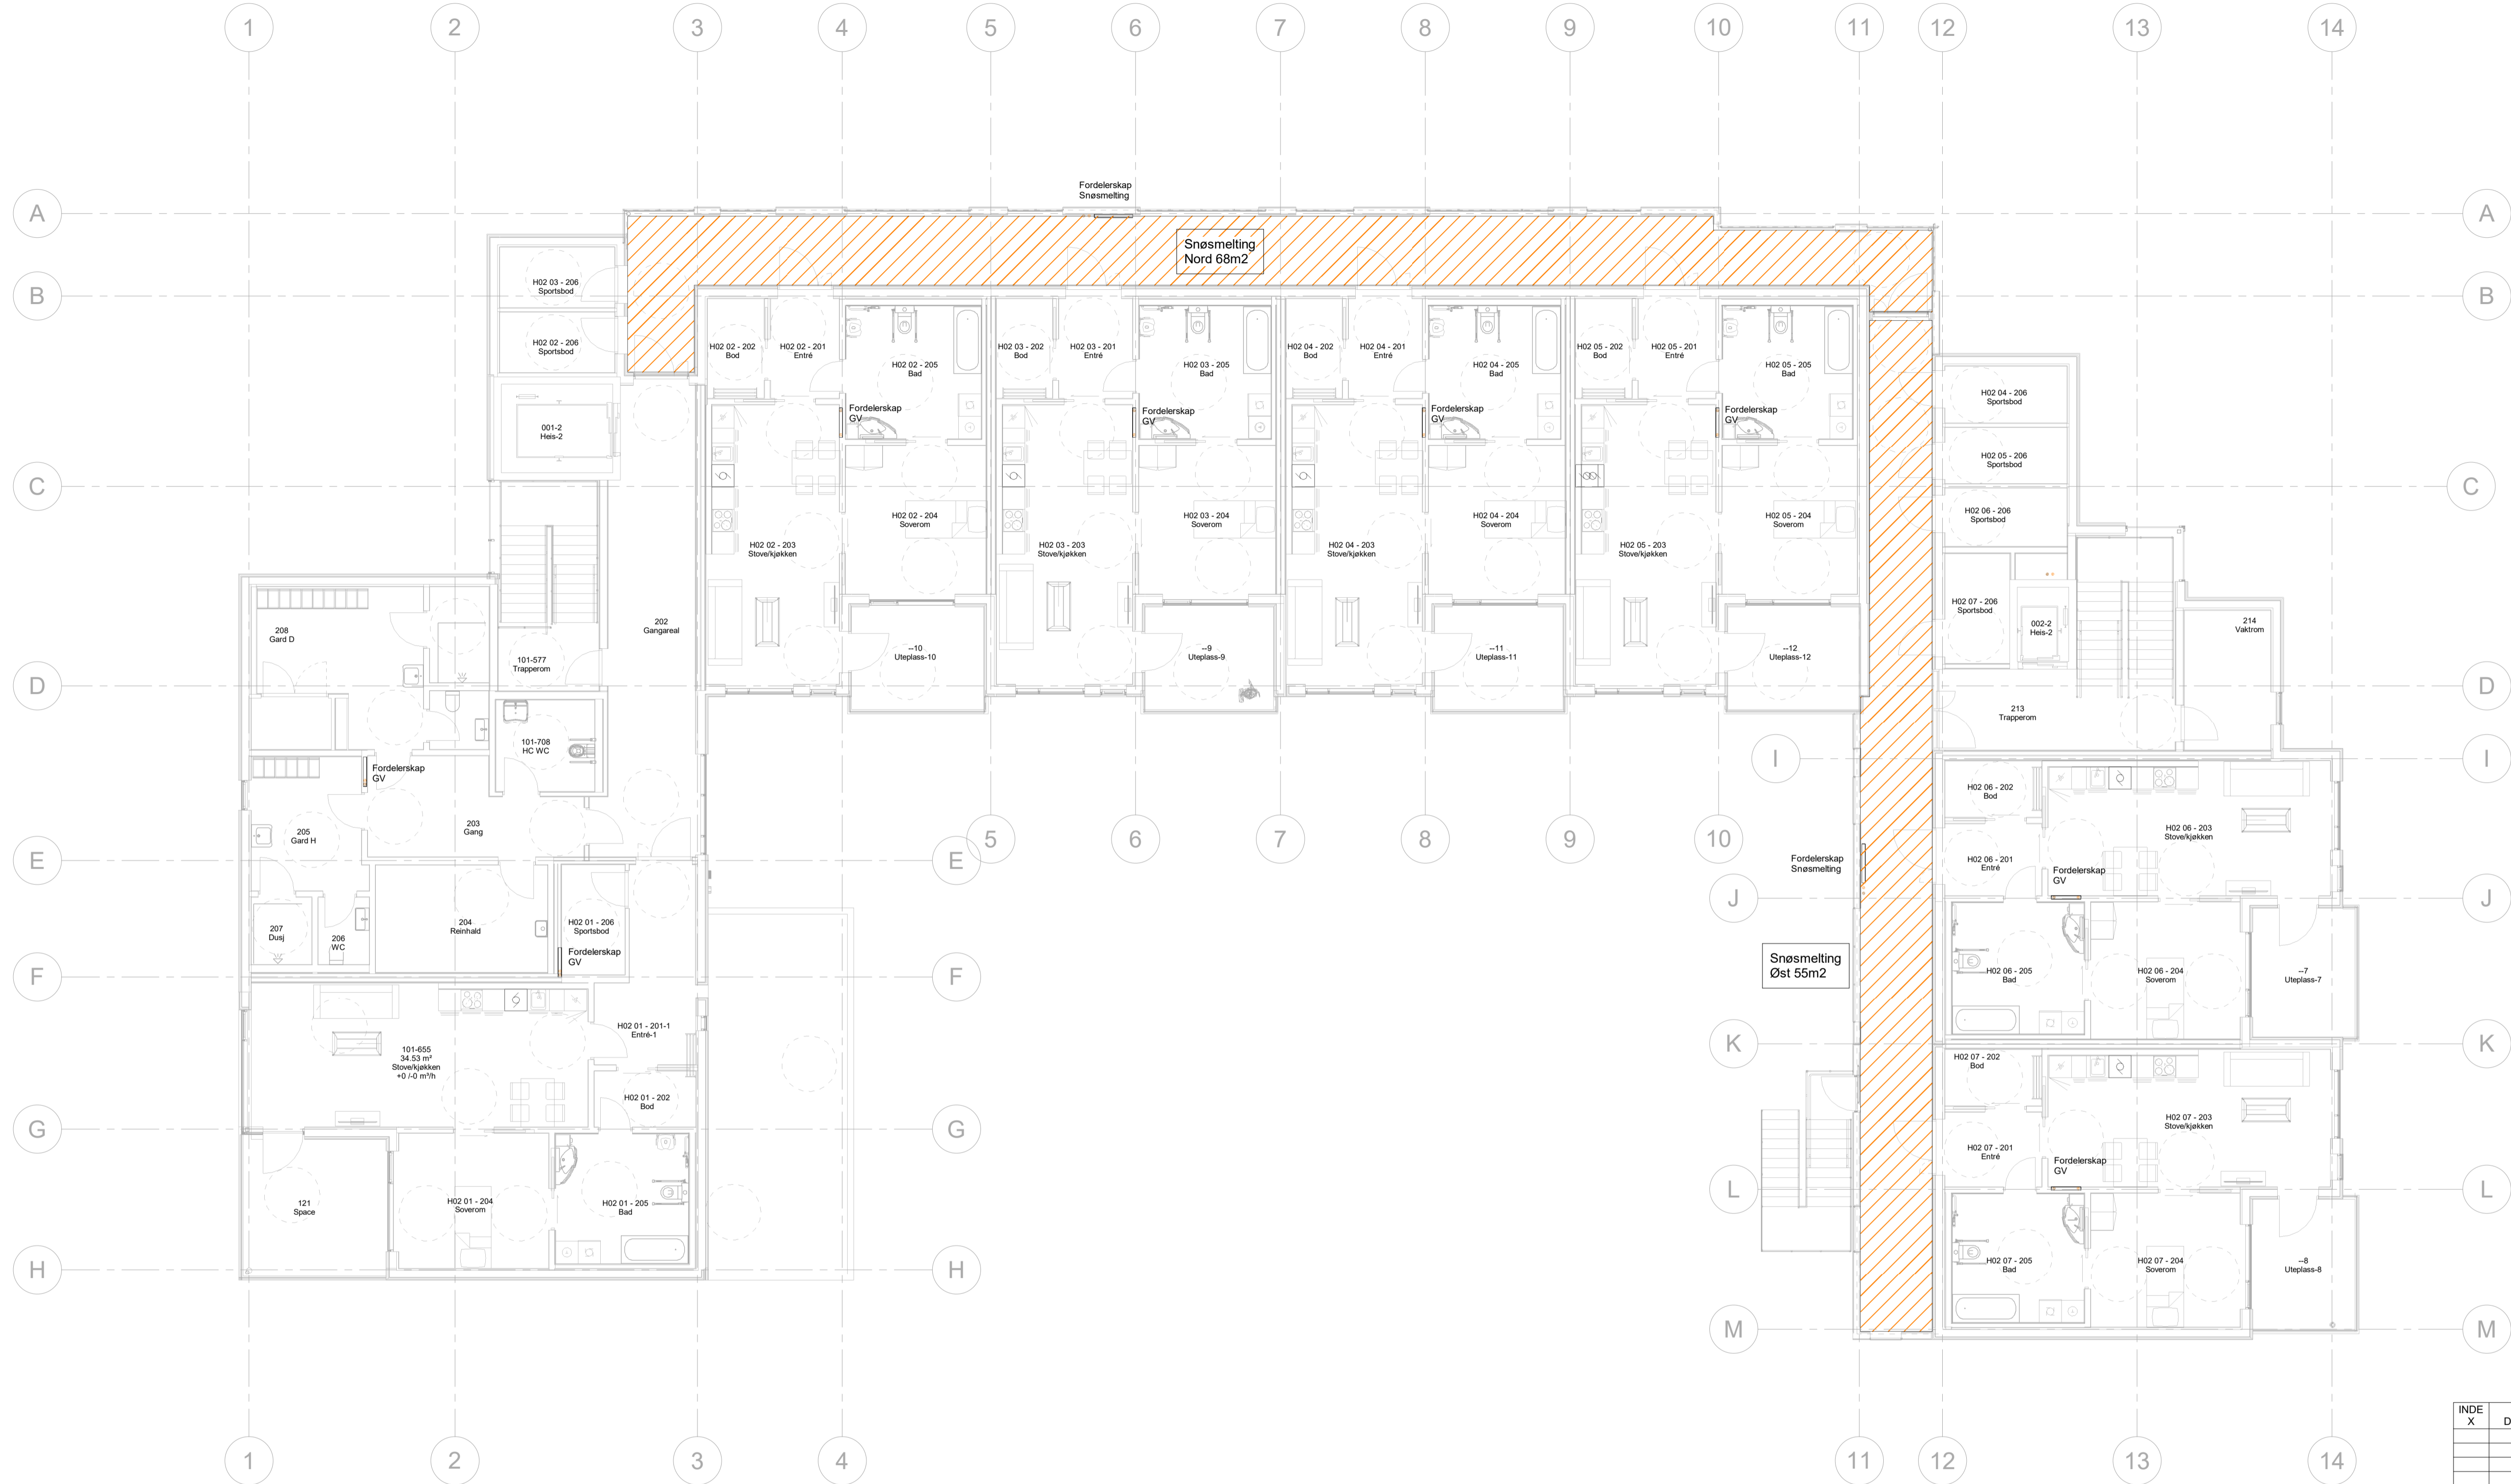 1
2
3
4
5
6
7
8
9
10
11
12
13
14
A
A
Fordelerskap
Snøsmelting
Snøsmelting
Nord 68m2
B
B
H02 03 - 206
Sportsbod
H02 02 - 206
Sportsbod
H02 02 - 202
Bod
H02 02 - 201
Entré
H02 02 - 205
Bad
H02 03 - 202
Bod
H02 03 - 201
Entré
H02 03 - 205
Bad
H02 04 - 202
Bod
H02 04 - 201
Entré
H02 04 - 205
Bad
H02 05 - 202
Bod
H02 05 - 201
Entré
H02 05 - 205
Bad
Fordelerskap
GV
Fordelerskap
GV
Fordelerskap
GV
Fordelerskap
GV
001-2
Heis-2
H02 04 - 206
Sportsbod
H02 05 - 206
Sportsbod
C
C
H02 06 - 206
Sportsbod
H02 02 - 203
Stove/kjøkken
H02 02 - 204
Soverom
H02 03 - 203
Stove/kjøkken
H02 03 - 204
Soverom
H02 04 - 203
Stove/kjøkken
H02 04 - 204
Soverom
H02 05 - 203
Stove/kjøkken
H02 05 - 204
Soverom
H02 07 - 206
Sportsbod
002-2
Heis-2
214
Vaktrom
208
Gard D
202
Gangareal
101-577
Trapperom
--10
Uteplass-10
--9
Uteplass-9
--11
Uteplass-11
--12
Uteplass-12
D
D
213
Trapperom
101-708
HC WC
I
I
Fordelerskap
GV
205
Gard H
203
Gang
H02 06 - 202
Bod
H02 06 - 203
Stove/kjøkken
5
6
7
8
9
10
E
E
Fordelerskap
Snøsmelting
H02 06 - 201
Entré
Fordelerskap
GV
J
J
207
Dusj
206
WC
204
Reinhald
H02 01 - 206
Sportsbod
Fordelerskap
GV
Snøsmelting
Øst 55m2
F
F
H02 06 - 205
Bad
H02 06 - 204
Soverom
--7
Uteplass-7
H02 01 - 201-1
Entré-1
101-655
34.53 m²
Stove/kjøkken
+0 /-0 m³/h
K
K
H02 07 - 202
Bod
H02 01 - 202
Bod
H02 07 - 203
Stove/kjøkken
G
G
H02 07 - 201
Entré
Fordelerskap
GV
L
L
121
Space
H02 01 - 204
Soverom
H02 01 - 205
Bad
H
H
H02 07 - 205
Bad
H02 07 - 204
Soverom
--8
Uteplass-8
M
M
INDE
X
D
1
2
3
4
11
12
13
14